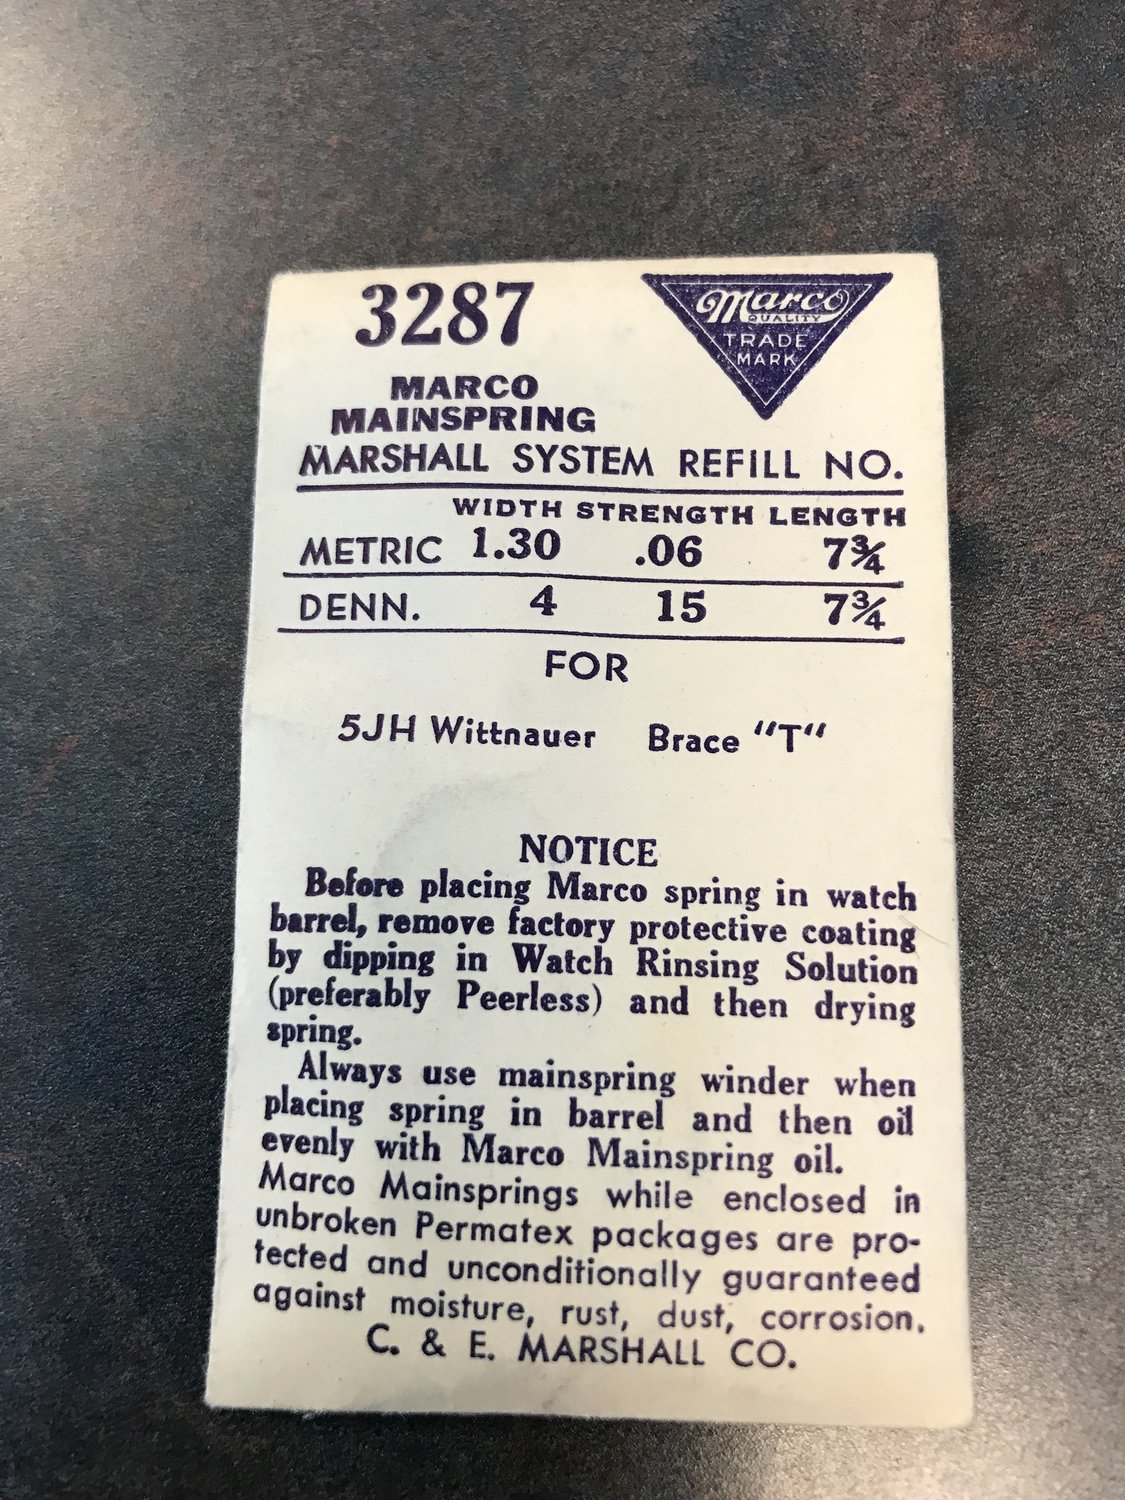 3287
Marco
QUALITY
TRADE
MARK
MARCO
MAINSPRING
MARSHALL SYSTEM REFILL NO.
WIDTH STRENGTH LENGTH
METRIC 1.30 .06 7¾
DENN. 4 15 7¾
FOR
5JH Wittnauer Brace "T"
NOTICE
Before placing Marco spring in watch
barrel, remove factory protective coating
by dipping in Watch Rinsing Solution
(preferably Peerless) and then drying
spring.
Always use mainspring winder when
placing spring in barrel and then oil
evenly with Marco Mainspring oil.
Marco Mainsprings while enclosed in
unbroken Permatex packages are pro-
tected and unconditionally guaranteed
against moisture, rust, dust, corrosion.
C. & E. MARSHALL CO.